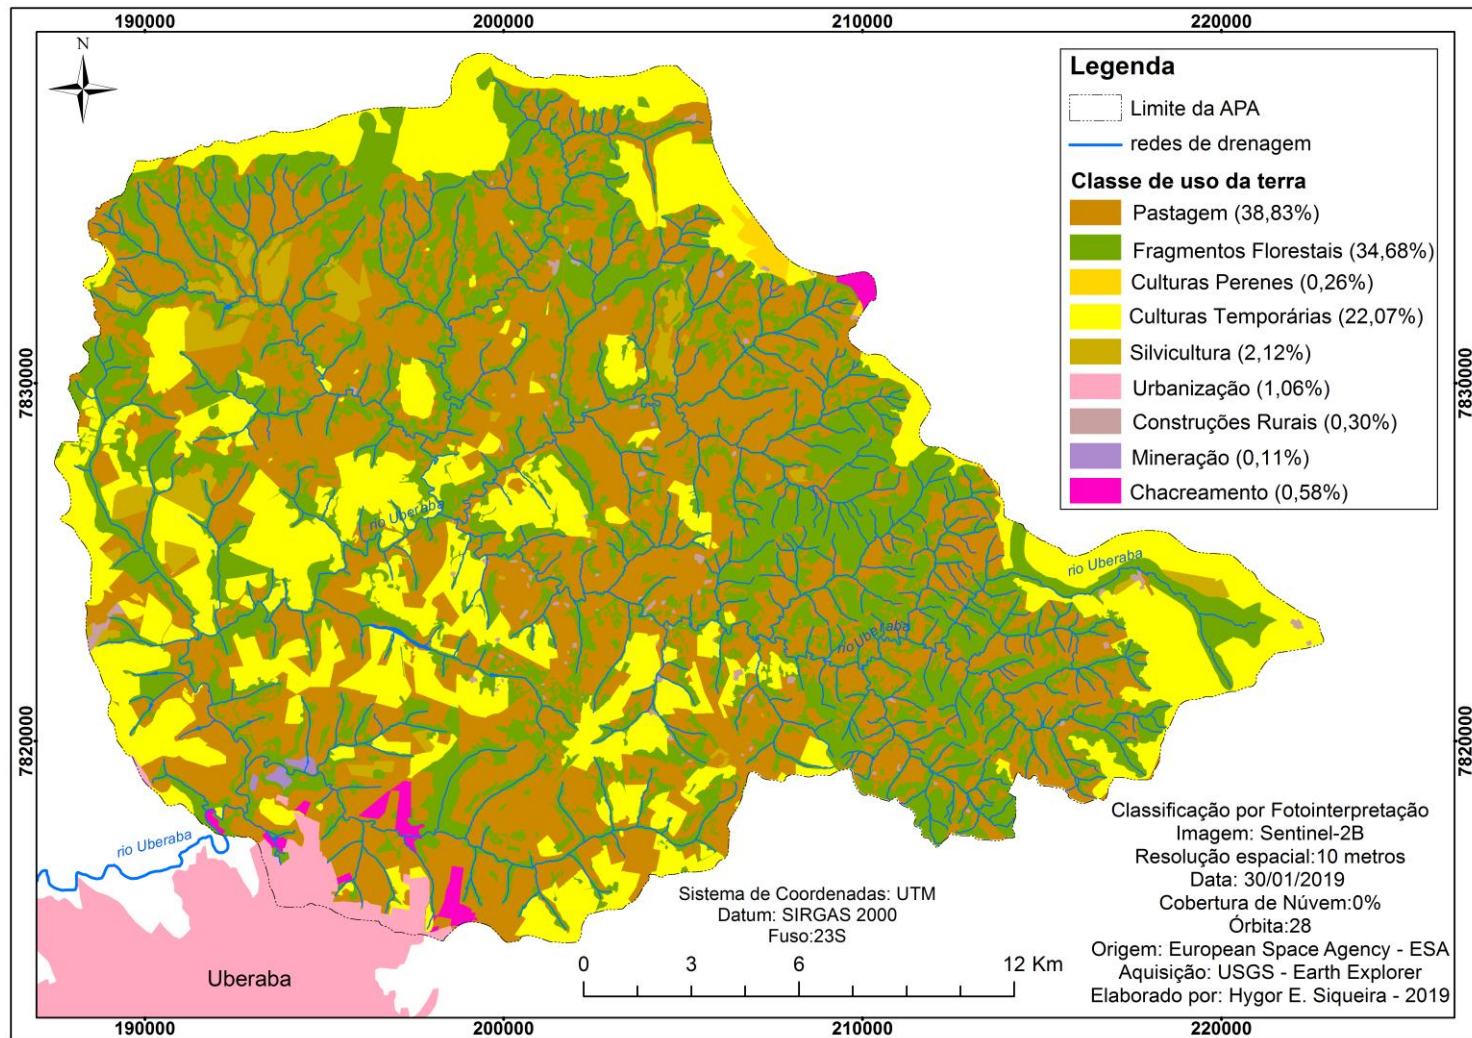 190000
200000
210000
220000
N
Legenda
Limite da APA
redes de drenagem
Classe de uso da terra
Pastagem (38,83%)
Fragmentos Florestais (34,68%)
Culturas Perenes (0,26%)
Culturas Temporárias (22,07%)
Silvicultura (2,12%)
Urbanização (1,06%)
Construções Rurais (0,30%)
Mineração (0,11%)
Chacreamento (0,58%)
7830000
7830000
rio Uberaba
rio Uberaba
rio Uberaba
7820000
7820000
rio Uberaba
Uberaba
Classificação por Fotointerpretação
Imagem: Sentinel-2B
Resolução espacial:10 metros
Data: 30/01/2019
Cobertura de Núvem:0%
Órbita:28
Origem: European Space Agency - ESA
Aquisição: USGS - Earth Explorer
Elaborado por: Hygor E. Siqueira - 2019
Sistema de Coordenadas: UTM
Datum: SIRGAS 2000
Fuso:23S
0 3 6 12 Km
190000
200000
210000
220000